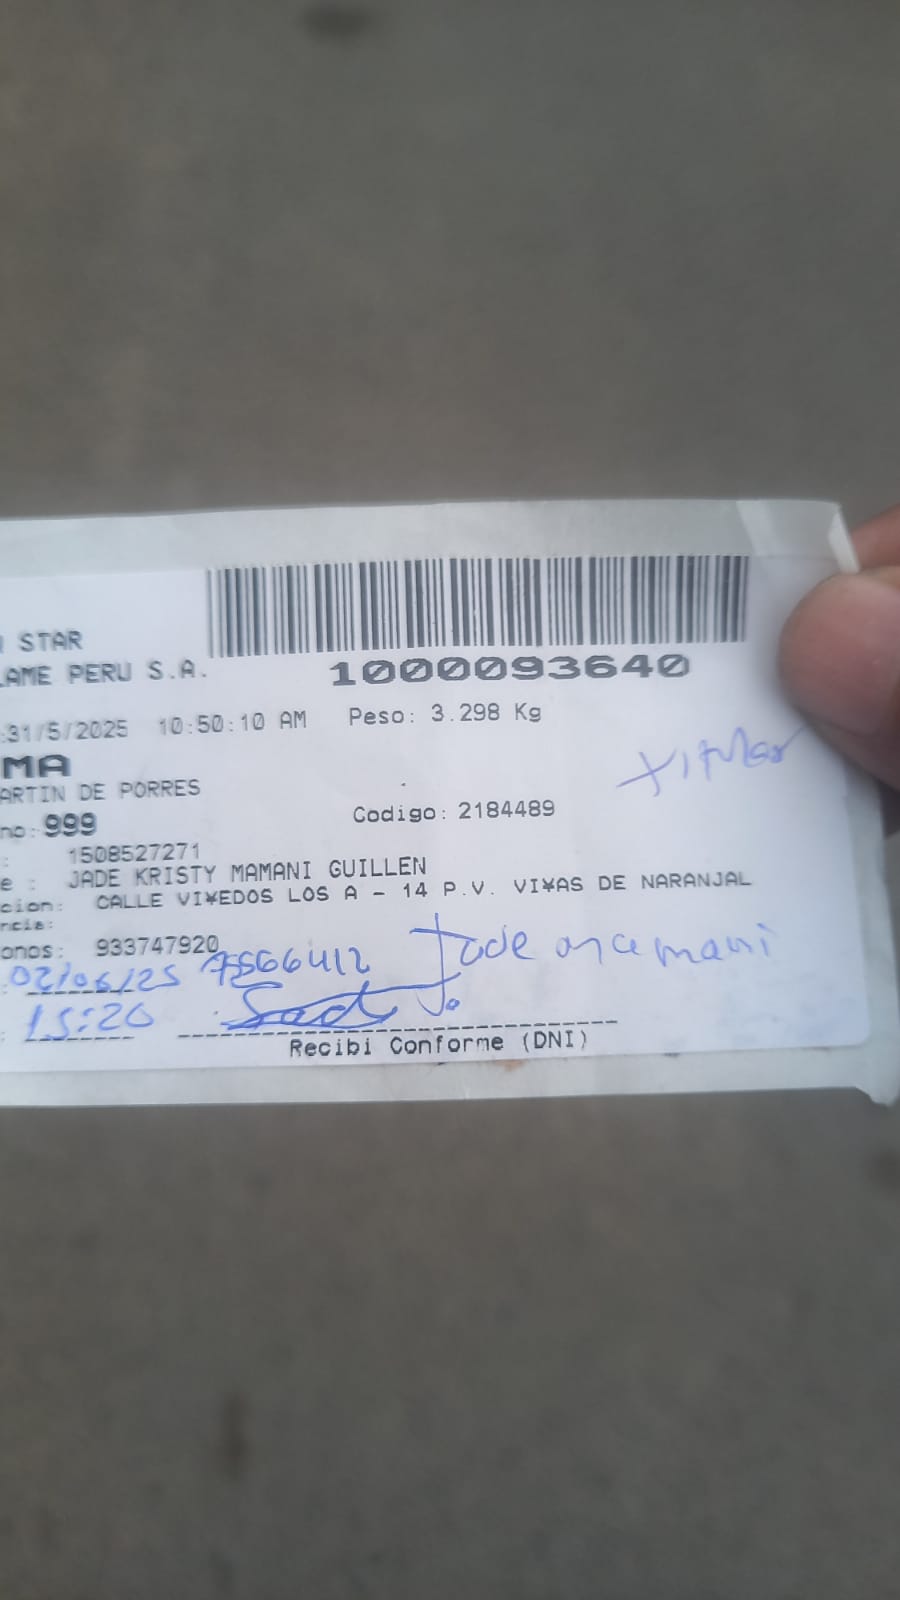 STAR
LAME PERU S.A.
1000093640
31/5/2025 10:50:10 AM Peso: 3.298 Kg
MA
ARTIN DE PORRES
no: 999 Codigo: 2184489
: 1508527271
e : JADE KRISTY MAMANI GUILLEN
cion: CALLE VI¥EDOS LOS A - 14 P.V. VI¥AS DE NARANJAL
ncia:
onos: 933747920
Jade mamani
02/06/25
: 15:20
Recibi Conforme (DNI)